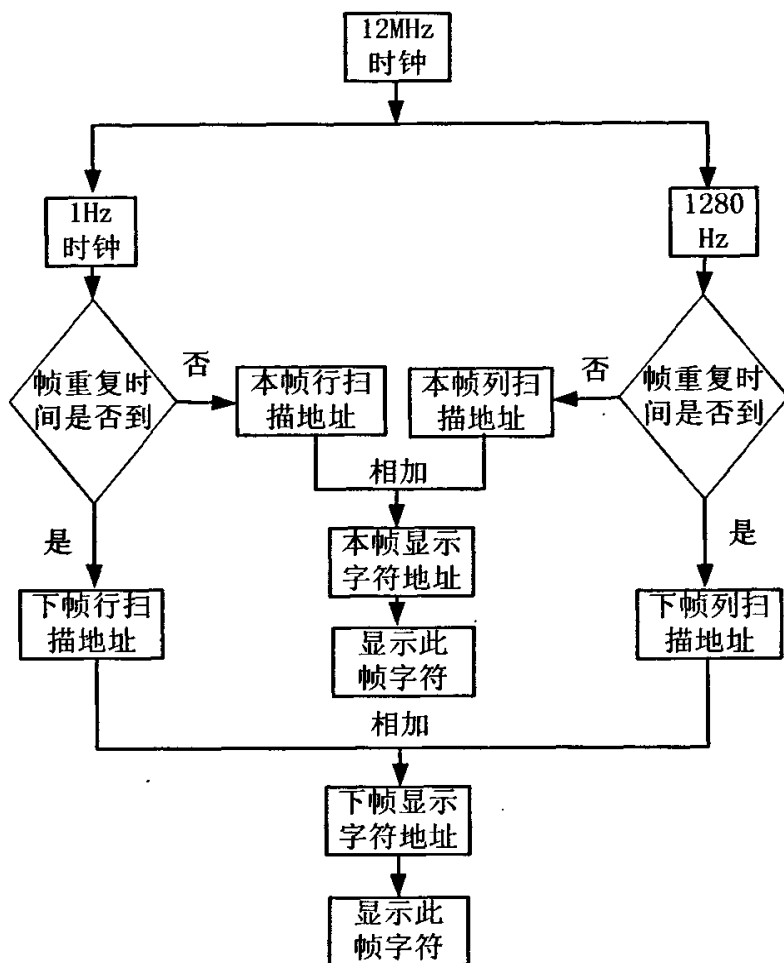 12MHz
时钟
1Hz
时钟
1280
Hz
帧重复时
间是否到
否
本帧行扫
描地址
本帧列扫
描地址
否
帧重复时
间是否到
相加
是
本帧显示
字符地址
是
下帧行扫
描地址
显示此
帧字符
下帧列扫
描地址
相加
下帧显示
字符地址
显示此
帧字符